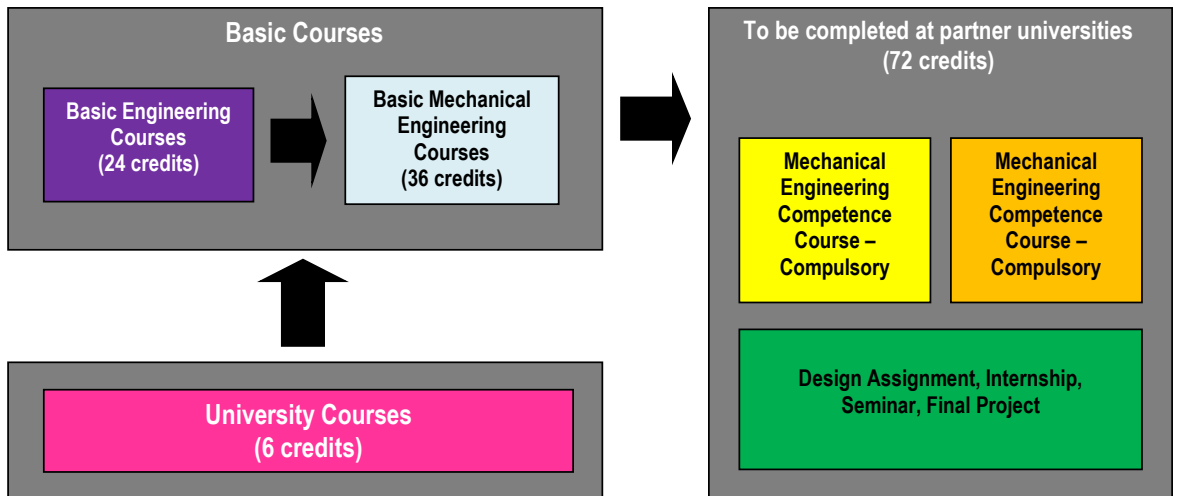 Basic Courses
Basic Engineering
Courses
(24 credits)
Basic Mechanical
Engineering
Courses
(36 credits)
University Courses
(6 credits)
To be completed at partner universities
(72 credits)
Mechanical
Engineering
Competence
Course –
Compulsory
Mechanical
Engineering
Competence
Course –
Compulsory
Design Assignment, Internship,
Seminar, Final Project